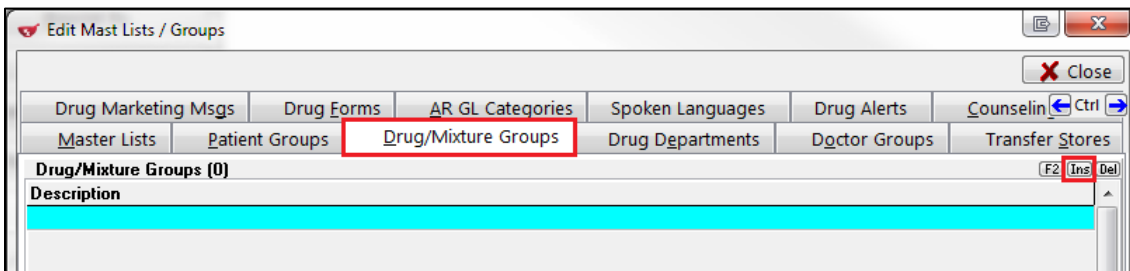 Edit Mast Lists / Groups
Close
Drug Marketing Msgs Drug Forms AR GL Categories Spoken Languages Drug Alerts Counselin Ctrl
Master Lists Patient Groups Drug/Mixture Groups Drug Departments Doctor Groups Transfer Stores
Drug/Mixture Groups (0) F2 Ins Del
Description